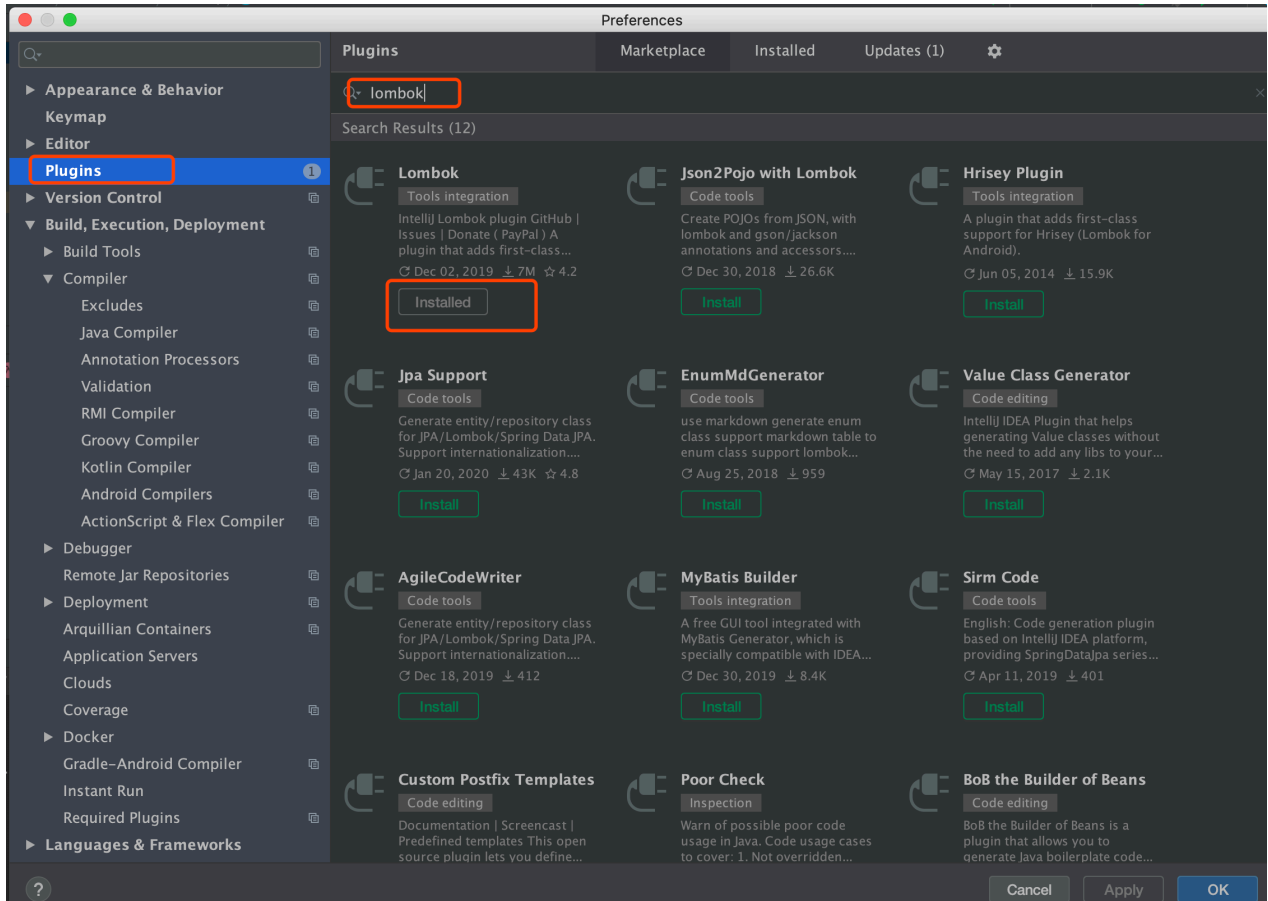 Preferences
Plugins
Marketplace
Installed
Updates (1)
lombok
Search Results (12)
Appearance & Behavior
Keymap
Editor
Plugins
1
Version Control
Build, Execution, Deployment
Build Tools
Compiler
Excludes
Java Compiler
Annotation Processors
Validation
RMI Compiler
Groovy Compiler
Kotlin Compiler
Android Compilers
ActionScript & Flex Compiler
Debugger
Remote Jar Repositories
Deployment
Arquillian Containers
Application Servers
Clouds
Coverage
Docker
Gradle-Android Compiler
Instant Run
Required Plugins
Languages & Frameworks
Lombok
Tools integration
IntelliJ Lombok plugin GitHub |
Issues | Donate ( PayPal ) A
plugin that adds first-class...
Dec 02, 2019 7M 4.2
Installed
Json2Pojo with Lombok
Code tools
Create POJOs from JSON, with
lombok and gson/jackson
annotations and accessors....
Dec 30, 2018 26.6K
Install
Hrisey Plugin
Tools integration
A plugin that adds first-class
support for Hrisey (Lombok for
Android).
Jun 05, 2014 15.9K
Install
Jpa Support
Code tools
Generate entity/repository class
for JPA/Lombok/Spring Data JPA.
Support internationalization....
Jan 20, 2020 43K 4.8
Install
EnumMdGenerator
Code tools
use markdown generate enum
class support markdown table to
enum class support lombok...
Aug 25, 2018 959
Install
Value Class Generator
Code editing
IntelliJ IDEA Plugin that helps
generating Value classes without
the need to add any libs to your...
May 15, 2017 2.1K
Install
AgileCodeWriter
Code tools
Generate entity/repository class
for JPA/Lombok/Spring Data JPA.
Support internationalization....
Dec 18, 2019 412
Install
MyBatis Builder
Tools integration
A free GUI tool integrated with
MyBatis Generator, which is
specially compatible with IDEA...
Dec 30, 2019 8.4K
Install
Sirm Code
Code tools
English: Code generation plugin
based on IntelliJ IDEA platform,
providing SpringDataJpa series...
Apr 11, 2019 401
Install
Custom Postfix Templates
Code editing
Documentation | Screencast |
Predefined templates This open
source plugin lets you define...
Poor Check
Inspection
Warn of possible poor code
usage in Java. Code usage cases
to cover: 1. Not overridden...
BoB the Builder of Beans
Code editing
BoB the Builder of Beans is a
plugin that allows you to
generate Java boilerplate code...
?
Cancel
Apply
OK